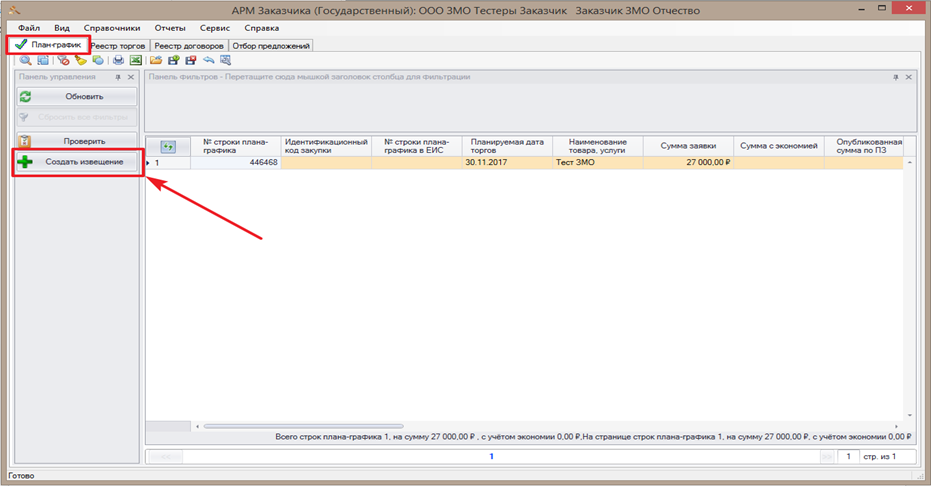 АРМ Заказчика (Государственный): ООО ЗМО Тестеры Заказчик Заказчик ЗМО Отчество
Файл Вид Справочники Отчеты Сервис Справка
План-график Реестр торгов Реестр договоров Отбор предложений
Панель управления
Панель Фильтров - Перетащите сюда мышкой заголовок столбца для фильтрации
Обновить
Сбросить все фильтры
Проверить
Создать извещение
№ строки плана-графика
Идентификационный код закупки
№ строки плана-графика в ЕИС
Планируемая дата торгов
Наименование товара, услуги
Сумма заявки
Сумма с экономией
Опубликованная сумма по ПЗ
1 446468 30.11.2017 Тест ЗМО 27 000,00 ₽
Всего строк плана-графика 1, на сумму 27 000,00 ₽ , с учётом экономии 0,00 ₽,На странице строк плана-графика 1, на сумму 27 000,00 ₽, с учётом экономии 0,00 ₽
1 1 стр. из 1
Готово